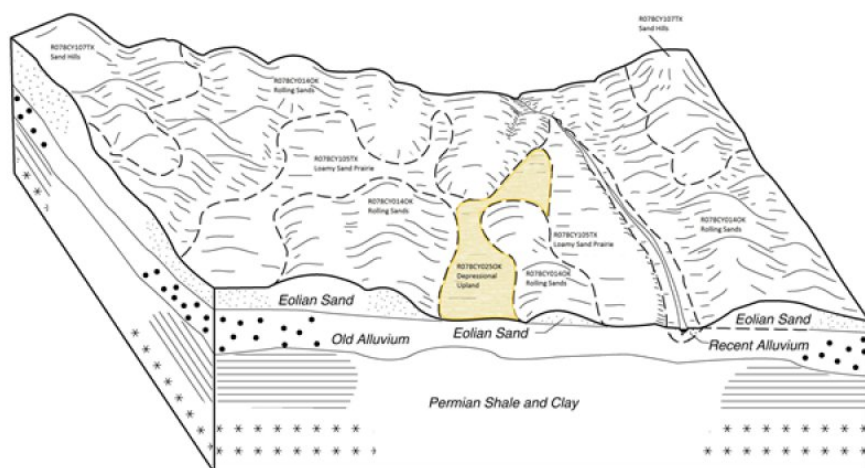 R078CY107TX
Sand Hills
R078CY107TX
Sand Hills
R078CY014OK
Rolling Sands
R078CY105TX
Loamy Sand Prairie
R078CY014OK
Rolling Sands
R078CY014OK
Rolling Sands
R078CY105TX
Loamy Sand Prairie
R078CY025OK
Depressional
Upland
R078CY014OK
Rolling Sands
Eolian Sand
Eolian Sand
Eolian Sand
Old Alluvium
Recent Alluvium
Permian Shale and Clay